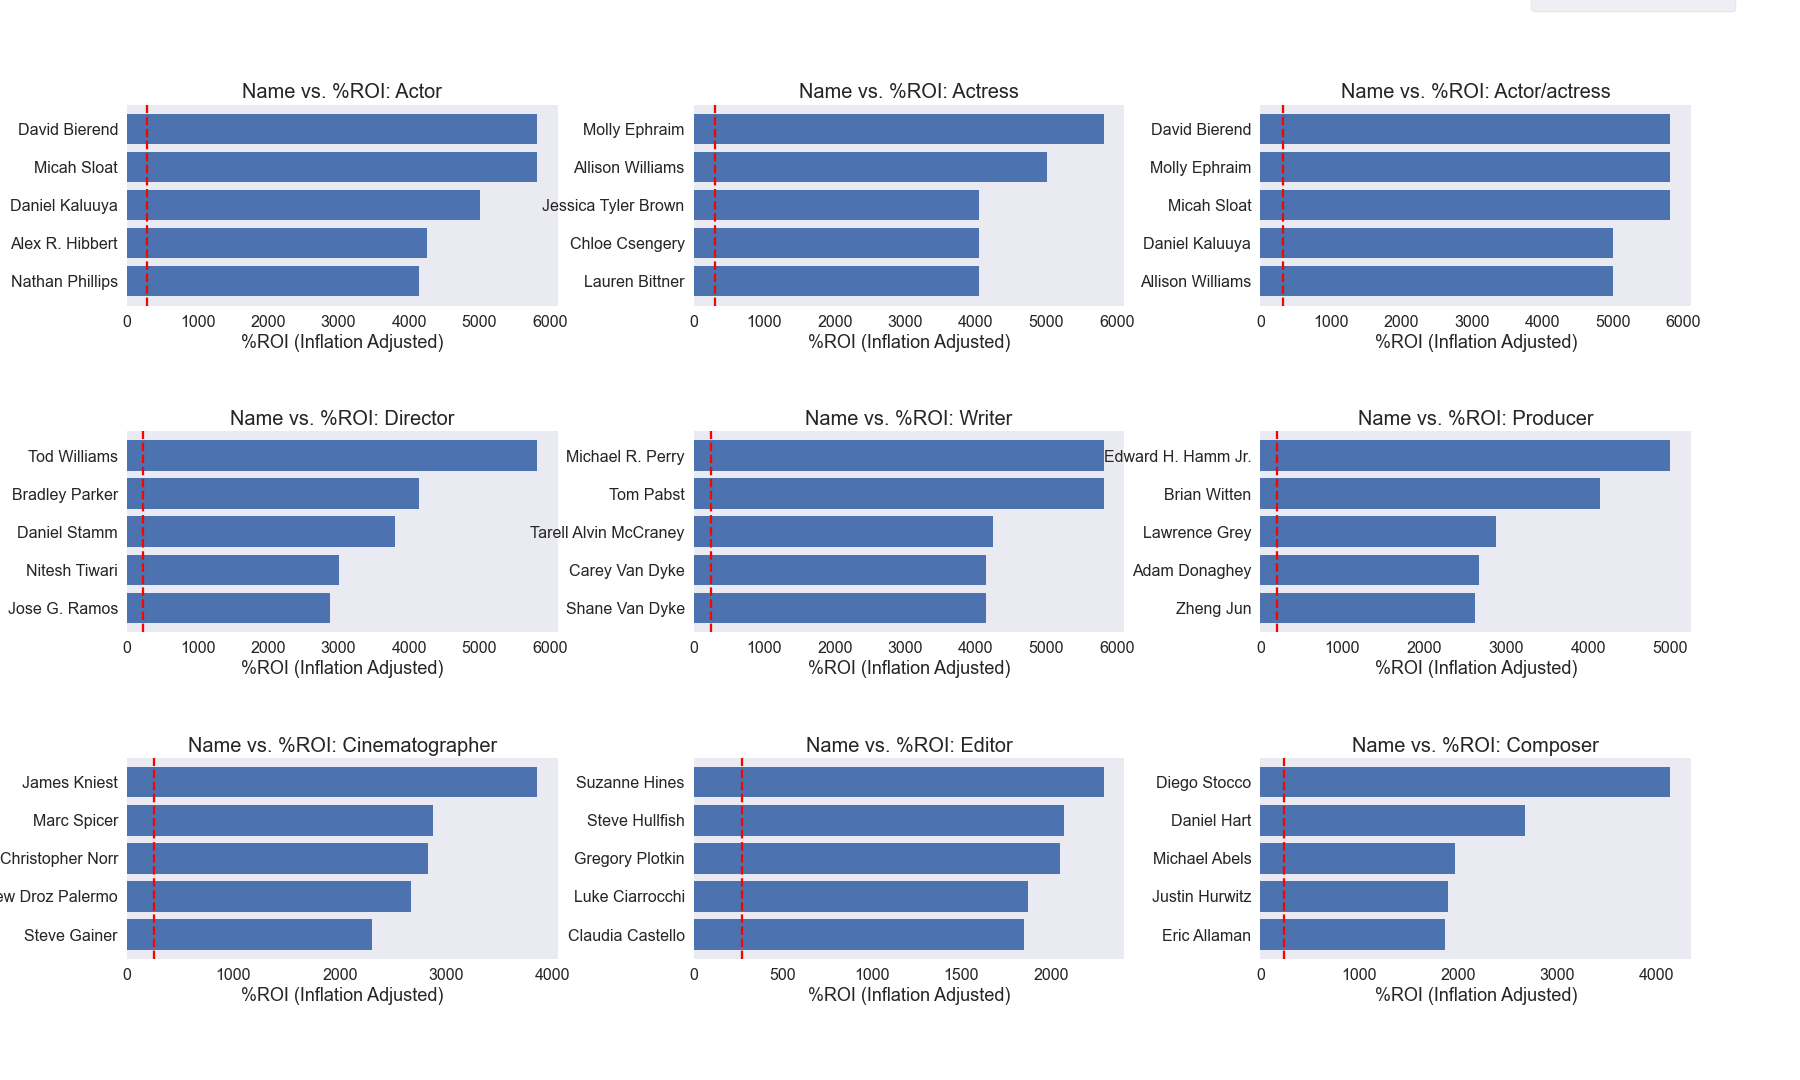 Name vs. %ROI: Actor
David Bierend
Micah Sloat
Daniel Kaluuya
Alex R. Hibbert
Nathan Phillips
0 1000 2000 3000 4000 5000 6000
%ROI (Inflation Adjusted)
Name vs. %ROI: Actress
Molly Ephraim
Allison Williams
Jessica Tyler Brown
Chloe Csengery
Lauren Bittner
0 1000 2000 3000 4000 5000 6000
%ROI (Inflation Adjusted)
Name vs. %ROI: Actor/actress
David Bierend
Molly Ephraim
Micah Sloat
Daniel Kaluuya
Allison Williams
0 1000 2000 3000 4000 5000 6000
%ROI (Inflation Adjusted)
Name vs. %ROI: Director
Tod Williams
Bradley Parker
Daniel Stamm
Nitesh Tiwari
Jose G. Ramos
0 1000 2000 3000 4000 5000 6000
%ROI (Inflation Adjusted)
Name vs. %ROI: Writer
Michael R. Perry
Tom Pabst
Tarell Alvin McCraney
Carey Van Dyke
Shane Van Dyke
0 1000 2000 3000 4000 5000 6000
%ROI (Inflation Adjusted)
Name vs. %ROI: Producer
Edward H. Hamm Jr.
Brian Witten
Lawrence Grey
Adam Donaghey
Zheng Jun
0 1000 2000 3000 4000 5000
%ROI (Inflation Adjusted)
Name vs. %ROI: Cinematographer
James Kniest
Marc Spicer
Christopher Norr
ew Droz Palermo
Steve Gainer
0 1000 2000 3000 4000
%ROI (Inflation Adjusted)
Name vs. %ROI: Editor
Suzanne Hines
Steve Hullfish
Gregory Plotkin
Luke Ciarrocchi
Claudia Castello
0 500 1000 1500 2000
%ROI (Inflation Adjusted)
Name vs. %ROI: Composer
Diego Stocco
Daniel Hart
Michael Abels
Justin Hurwitz
Eric Allaman
0 1000 2000 3000 4000
%ROI (Inflation Adjusted)